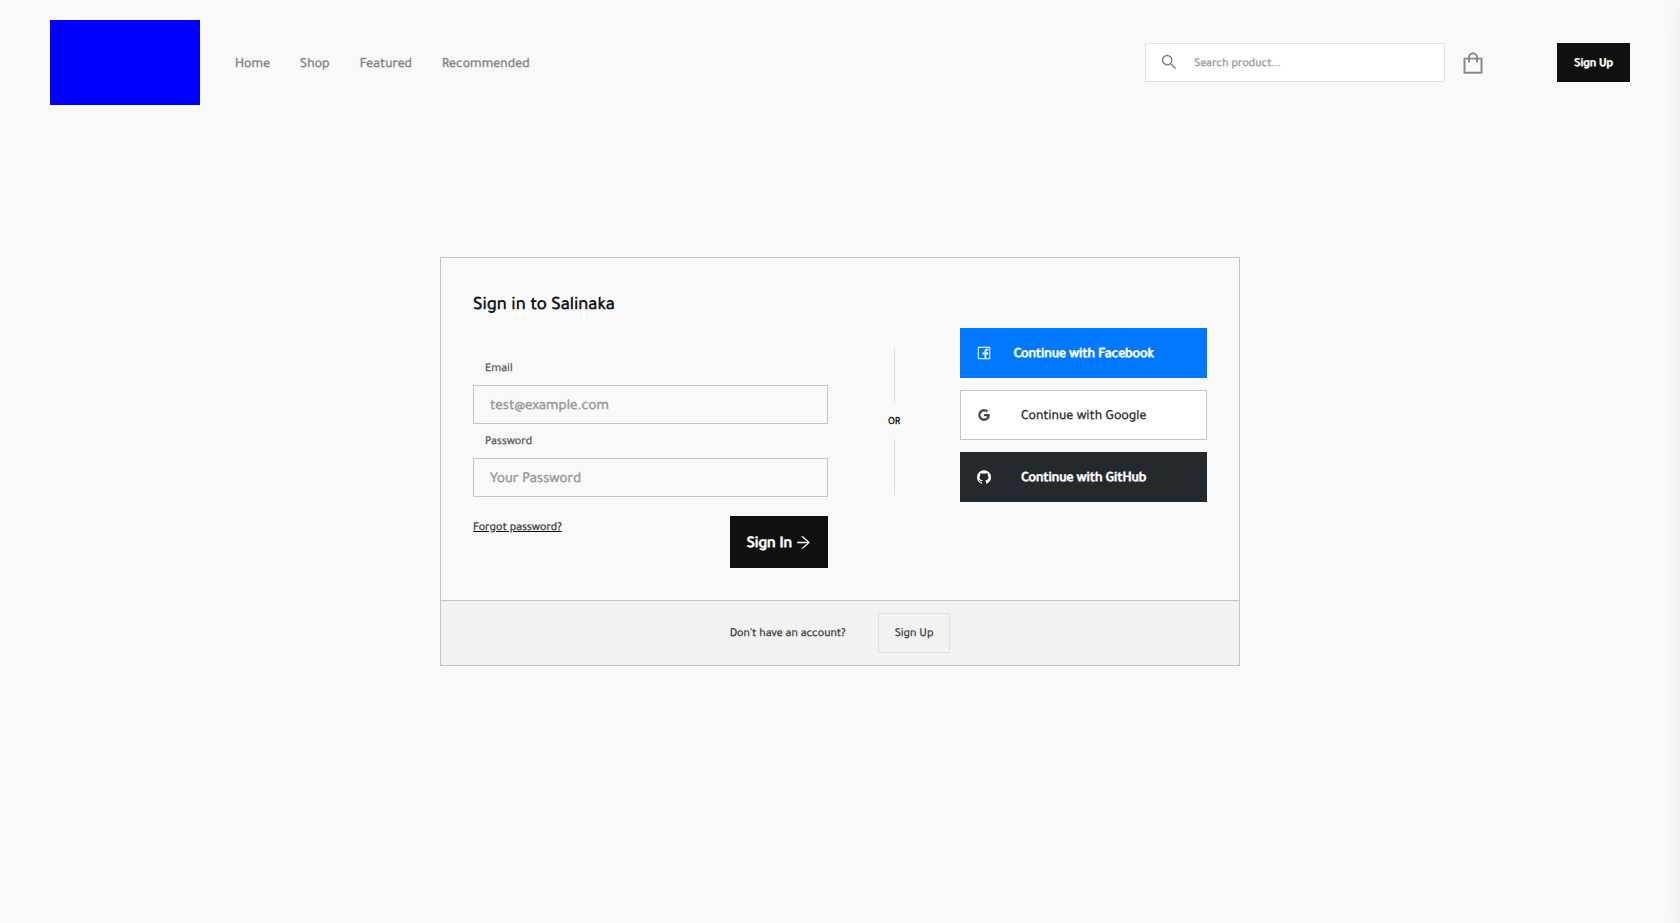 Home Shop Featured Recommended
Search product...
Sign Up
Sign in to Salinaka
Email
test@example.com
Password
Your Password
Forgot password?
Sign In
OR
Continue with Facebook
Continue with Google
Continue with GitHub
Don't have an account?
Sign Up